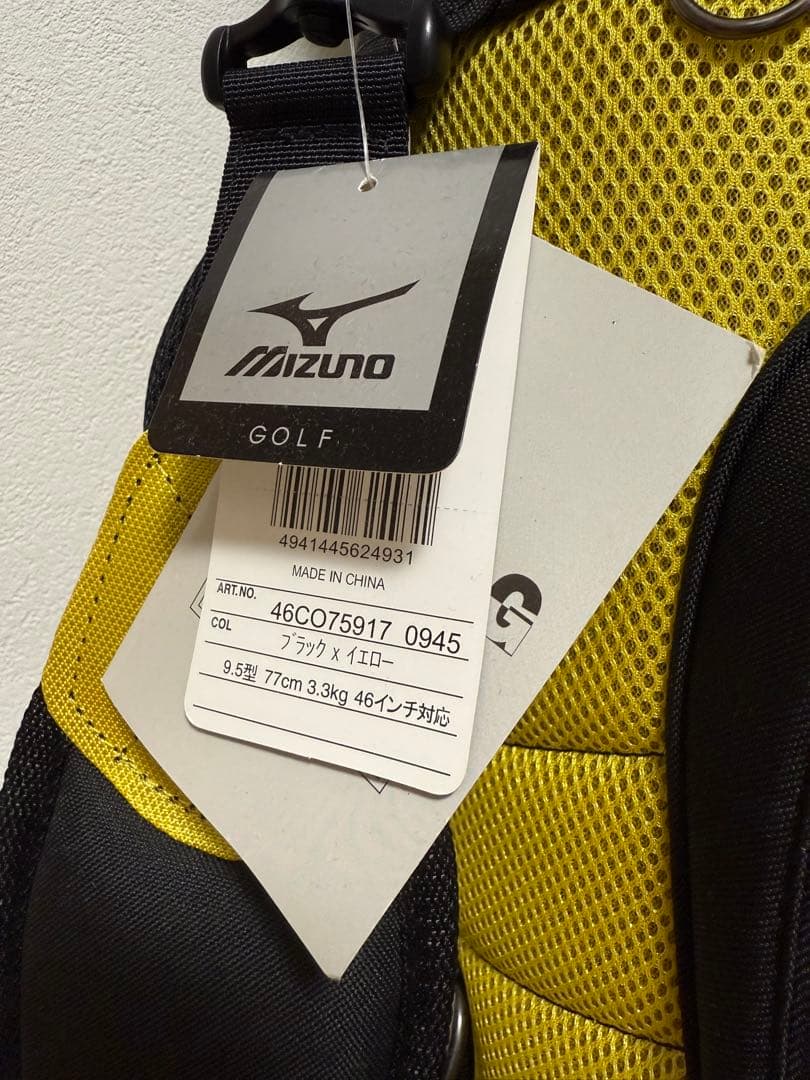 MIZUNO
GOLF
4941445624931
MADE IN CHINA
ART.NO. 46CO75917 0945
COL ブラック x イエロー
9.5型 77cm 3.3kg 46インチ対応
G